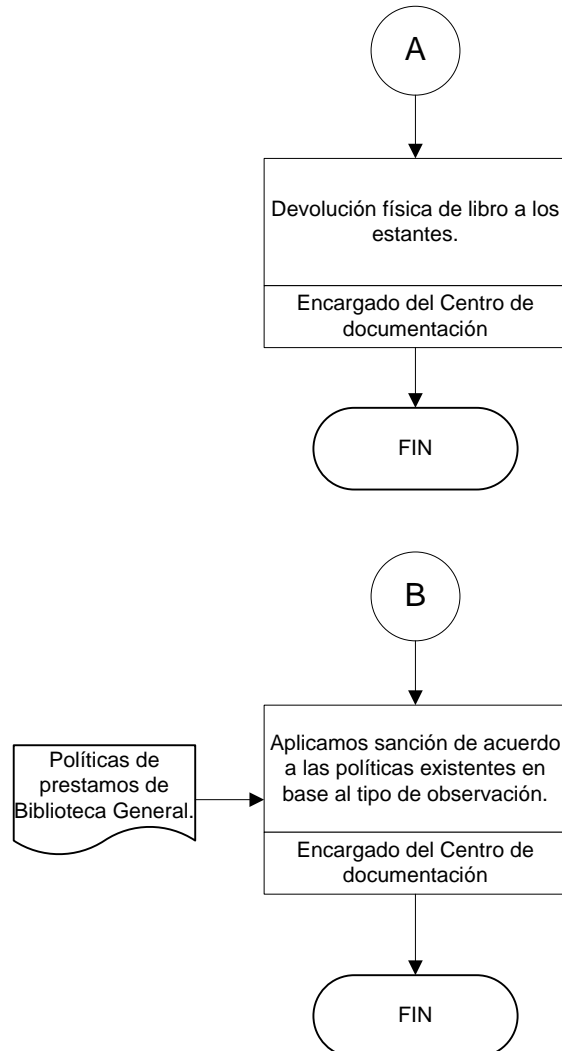 A
Devolución física de libro a los
estantes.
Encargado del Centro de
documentación
FIN
B
Políticas de
prestamos de
Biblioteca General.
Aplicamos sanción de acuerdo
a las políticas existentes en
base al tipo de observación.
Encargado del Centro de
documentación
FIN